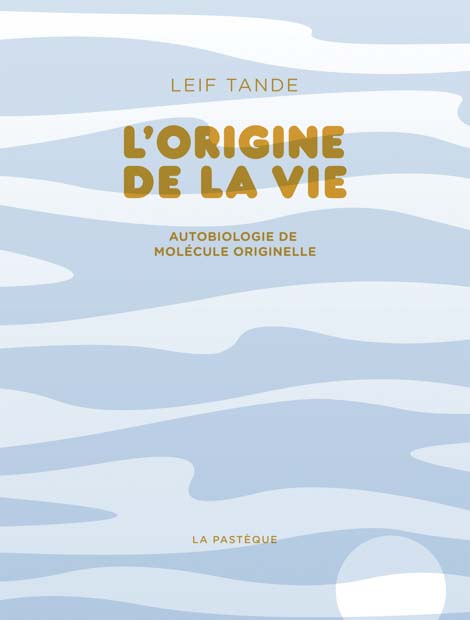 LEIF TANDE
L'ORIGINE
DE LA VIE
AUTOBIOLOGIE DE
MOLÉCULE ORIGINELLE
LA PASTÈQUE